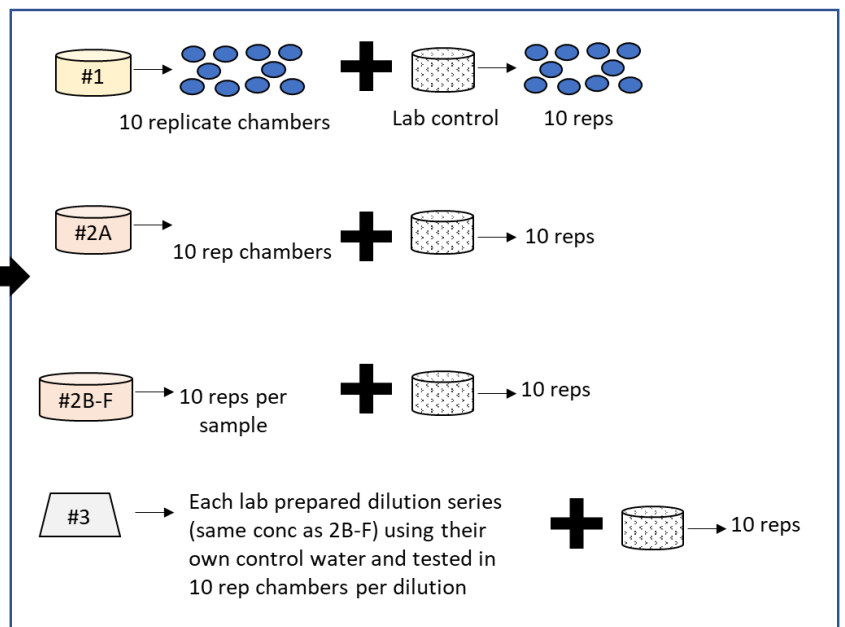 #1
10 replicate chambers
Lab control
10 reps
#2A
10 rep chambers
10 reps
#2B-F
10 reps per
sample
10 reps
#3
Each lab prepared dilution series
(same conc as 2B-F) using their
own control water and tested in
10 rep chambers per dilution
10 reps